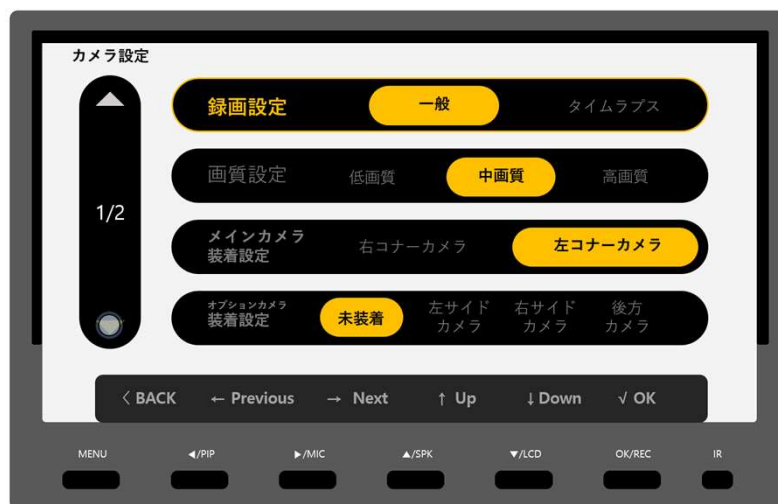 カメラ設定
1/2
録画設定 一般 タイムラプス
画質設定 低画質 中画質 高画質
メインカメラ
装着設定
右コナーカメラ 左コナーカメラ
オプションカメラ
装着設定
未装着
左サイド
カメラ
右サイド
カメラ
後方
カメラ
〈 BACK ← Previous → Next ↑ Up ↓ Down √ OK
MENU ◀/PIP ▶/MIC ▲/SPK ▼/LCD OK/REC IR